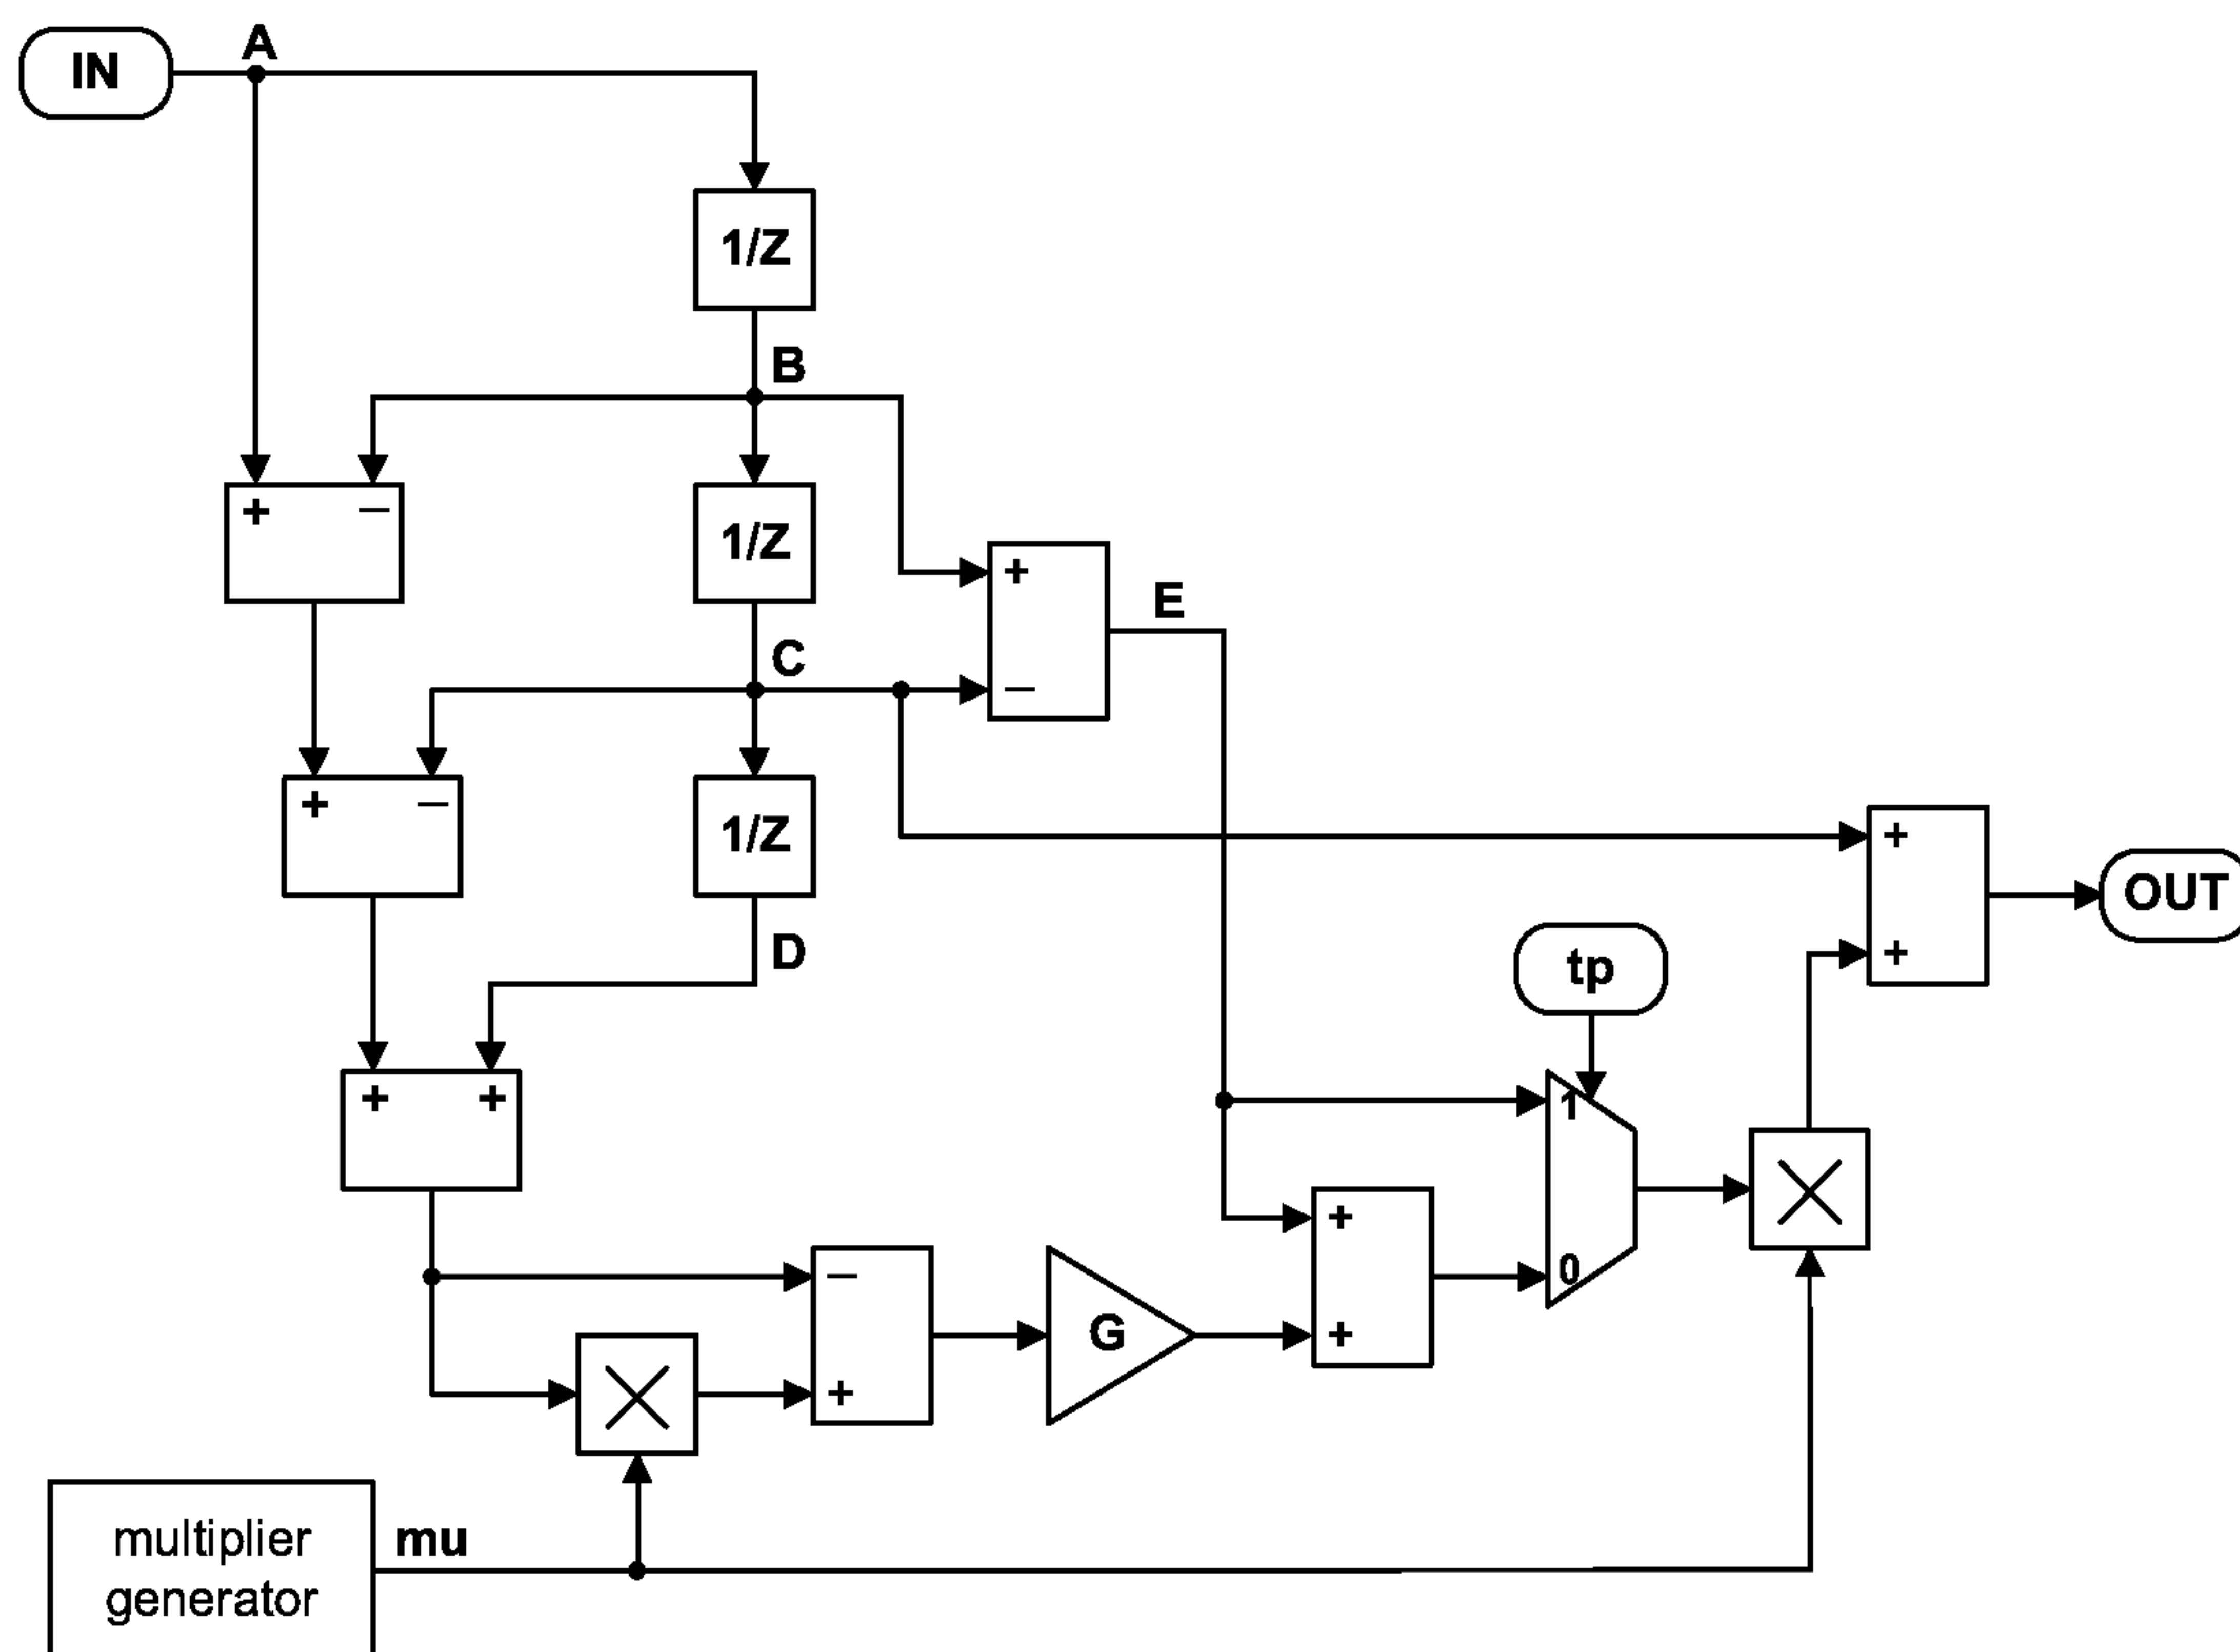 A
IN
1/Z
B
+ −
1/Z
+
E
C
−
+ −
1/Z
+
OUT
D
tp
+
+ +
1
+
−
0
G
+
+
multiplier
generator
mu